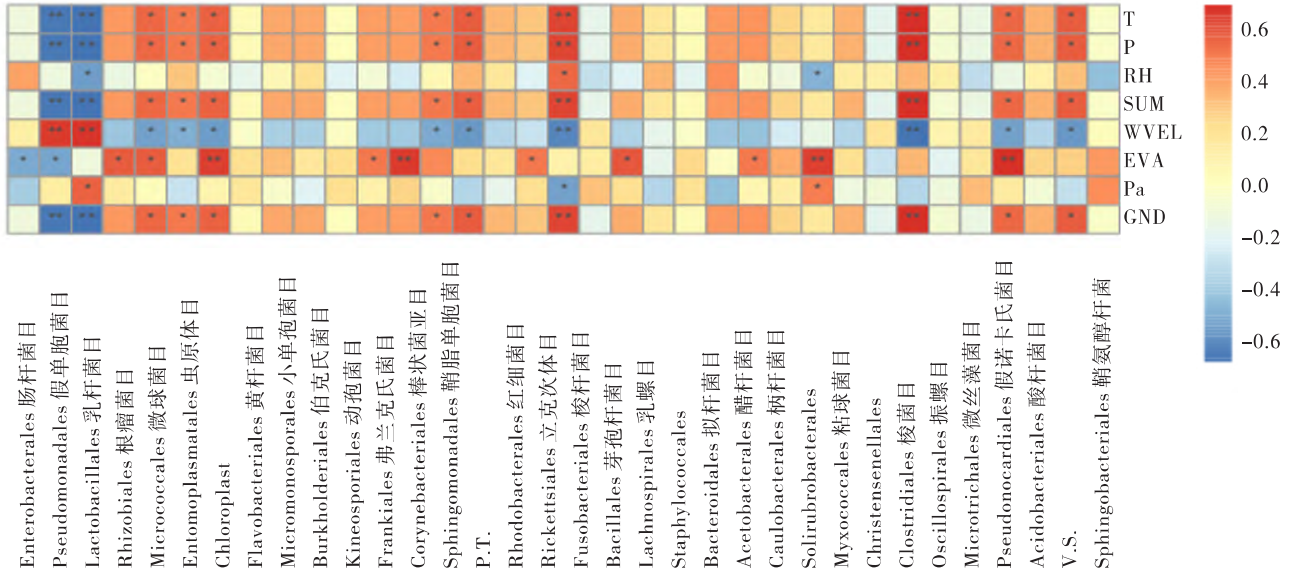 T
P
RH
SUM
WVEL
EVA
Pa
GND
0.6
0.4
0.2
0.0
−0.2
−0.4
−0.6
Enterobacterales 肠杆菌目
Pseudomonadales 假单胞菌目
Lactobacillales 乳杆菌目
Rhizobiales 根瘤菌目
Micrococcales 微球菌目
Entomoplasmatales 虫原体目
Chloroplast
Flavobacteriales 黄杆菌目
Micromonosporales 小单孢菌目
Burkholderiales 伯克氏菌目
Kineosporiales 动孢菌目
Frankiales 弗兰克氏菌目
Corynebacteriales 棒状菌亚目
Sphingomonadales 鞘脂单胞菌目
P.T.
Rhodobacterales 红细菌目
Rickettsiales 立克次体目
Fusobacteriales 梭杆菌目
Bacillales 芽孢杆菌目
Lachnospirales 乳螺目
Staphylococcales
Bacteroidales 拟杆菌目
Acetobacterales 醋杆菌目
Caulobacterales 柄杆菌目
Solirubrobacterales
Myxococcales 粘球菌目
Christensenellales
Clostridiales 梭菌目
Oscillospirales 振螺目
Microtrichales 微丝藻菌目
Pseudonocardiales 假诺卡氏菌目
Acidobacteriales 酸杆菌目
V.S.
Sphingobacteriales 鞘氨醇杆菌